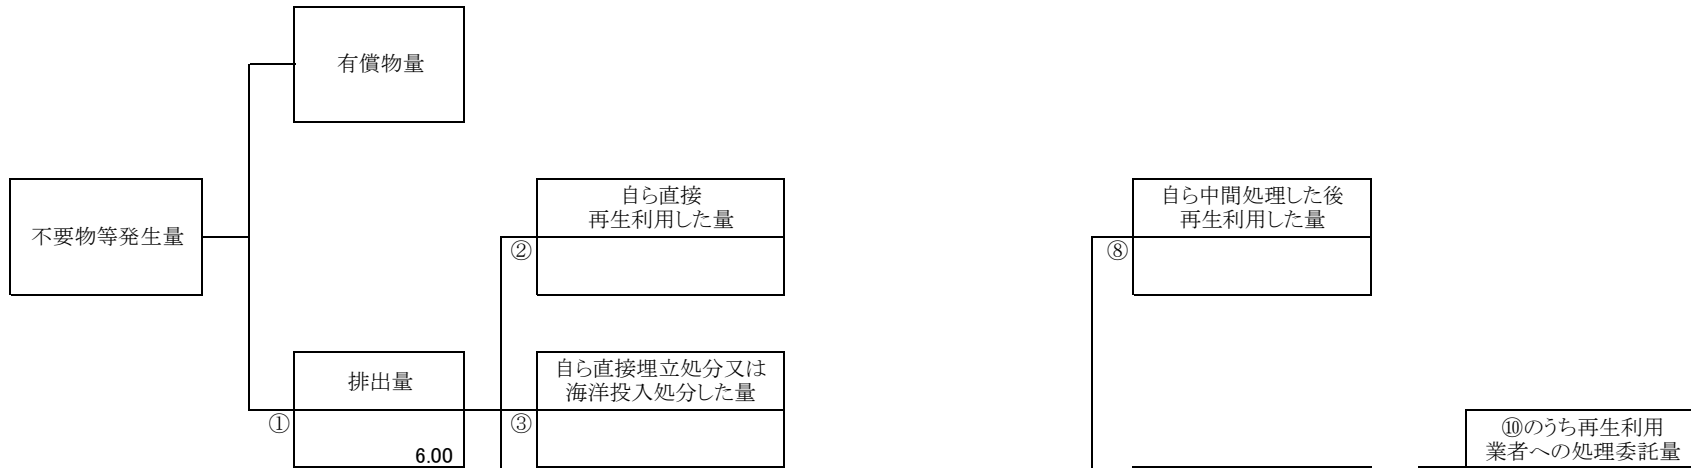 有償物量
不要物等発生量
自ら直接
再生利用した量
②
自ら中間処理した後
再生利用した量
⑧
排出量
①
6.00
自ら直接埋立処分又は
海洋投入処分した量
③
⑩のうち再生利用
業者への処理委託量